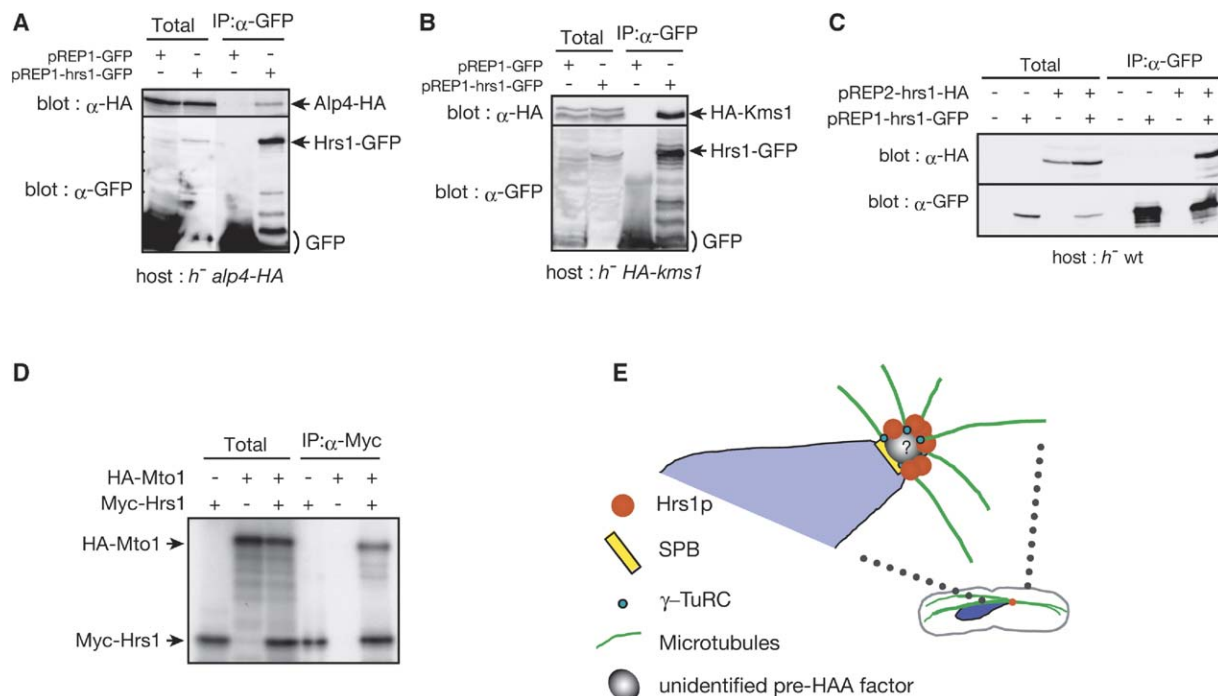 A
Total IP:α-GFP
pREP1-GFP + - + -
pREP1-hrs1-GFP - + - +
blot : α-HA
Alp4-HA
Hrs1-GFP
blot : α-GFP
GFP
host : h⁻ alp4-HA
B
Total IP:α-GFP
pREP1-GFP + - + -
pREP1-hrs1-GFP - + - +
blot : α-HA
HA-Kms1
Hrs1-GFP
blot : α-GFP
GFP
host : h⁻ HA-kms1
C
Total IP:α-GFP
pREP2-hrs1-HA - - + + - - + +
pREP1-hrs1-GFP - + - + - + - +
blot : α-HA
blot : α-GFP
host : h⁻ wt
D
Total IP:α-Myc
HA-Mto1 - + + - + +
Myc-Hrs1 + - + + - +
HA-Mto1
Myc-Hrs1
E
?
Hrs1p
SPB
γ–TuRC
Microtubules
unidentified pre-HAA factor